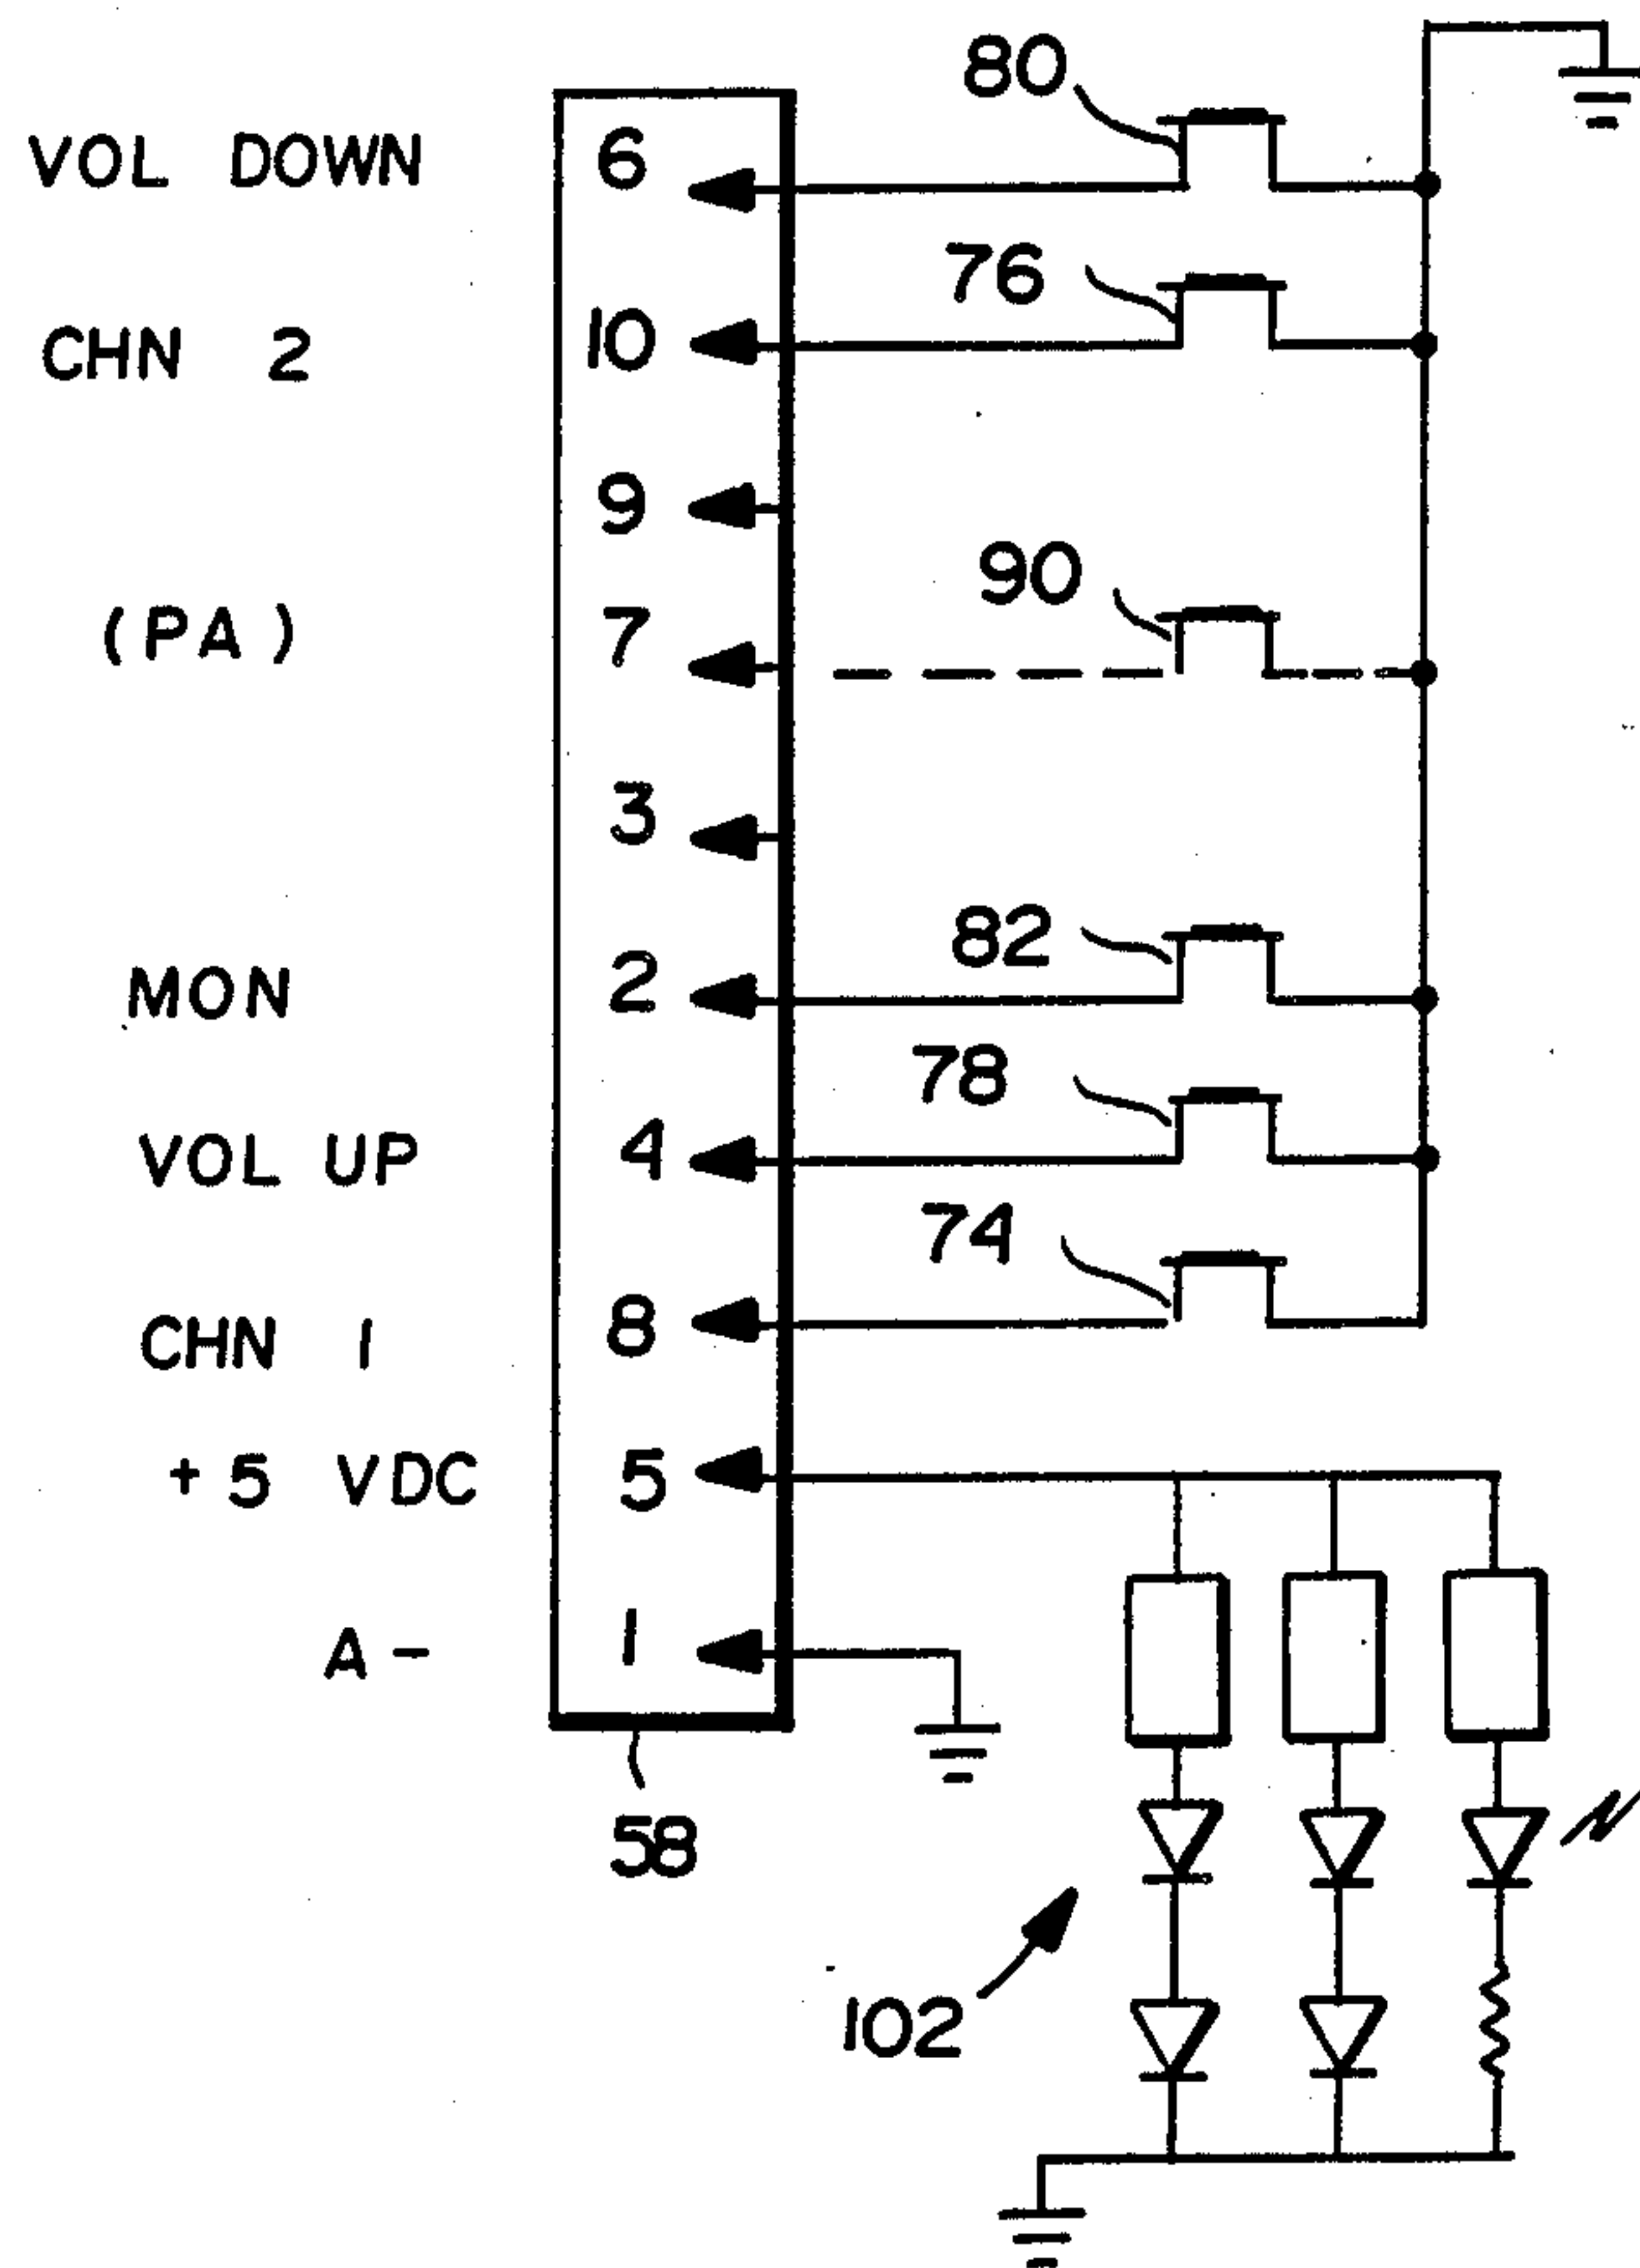 80
VOL DOWN 6
76
CHN 2 10
9
90
(PA) 7
3
82
MON 2
78
VOL UP 4
74
CHN 1 8
+5 VDC 5
A- 1
58
102